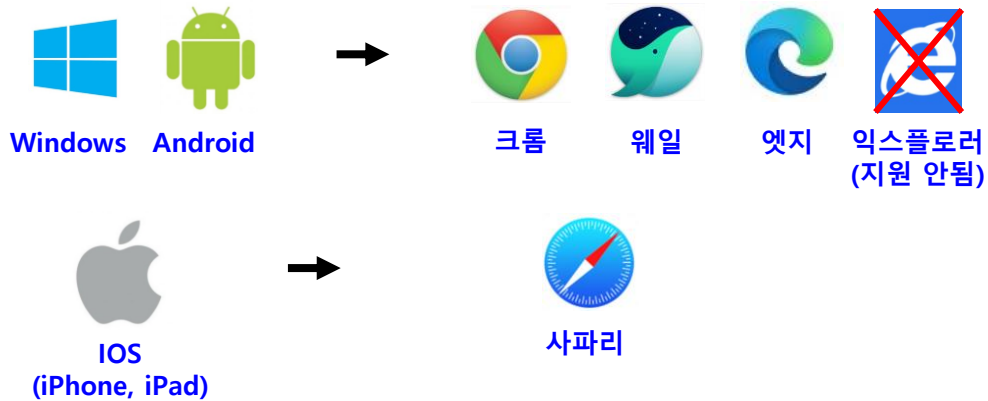 Windows Android
크롬 웨일 엣지 익스플로러
(지원 안됨)
사파리
IOS
(iPhone, iPad)